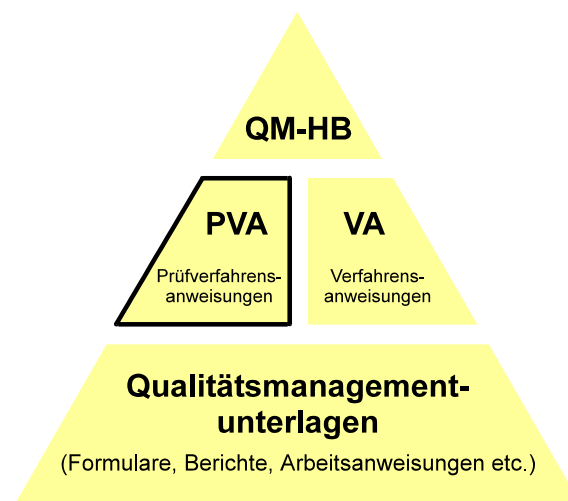 QM-HB
PVA
Prüfverfahrens-
anweisungen
VA
Verfahrens-
anweisungen
Qualitätsmanagement-
unterlagen
(Formulare, Berichte, Arbeitsanweisungen etc.)